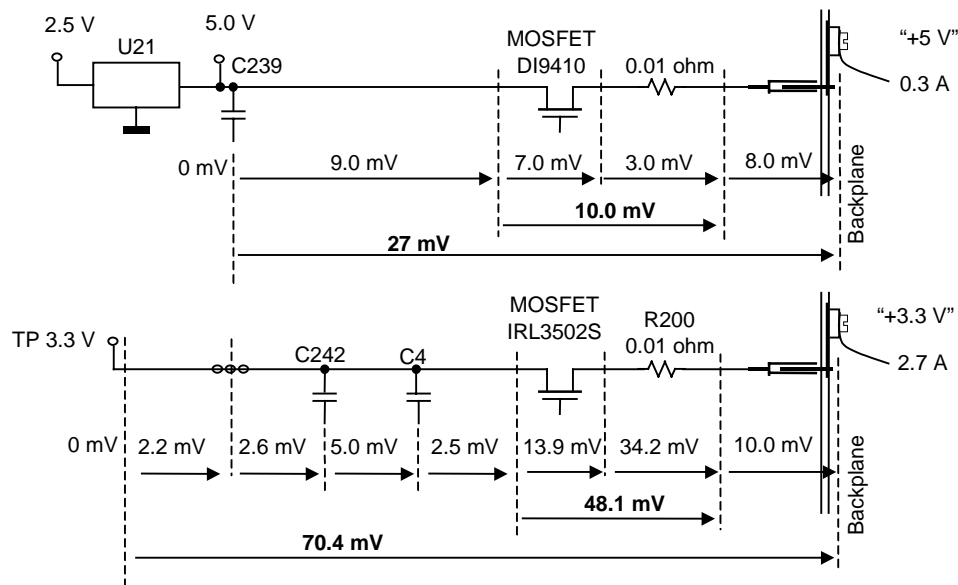 2.5 V
5.0 V
U21
C239
MOSFET
DI9410
0.01 ohm
“+5 V”
0.3 A
0 mV
9.0 mV
7.0 mV
3.0 mV
8.0 mV
10.0 mV
27 mV
Backplane
TP 3.3 V
C242
C4
MOSFET
IRL3502S
R200
0.01 ohm
“+3.3 V”
2.7 A
0 mV
2.2 mV
2.6 mV
5.0 mV
2.5 mV
13.9 mV
34.2 mV
10.0 mV
48.1 mV
70.4 mV
Backplane